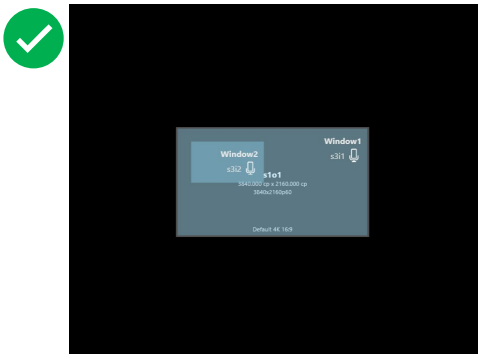 Window1
s3i1
Window2
s3i2
s1o1
3840.000 cp x 2160.000 cp
3840x2160p60
Default 4K 16:9